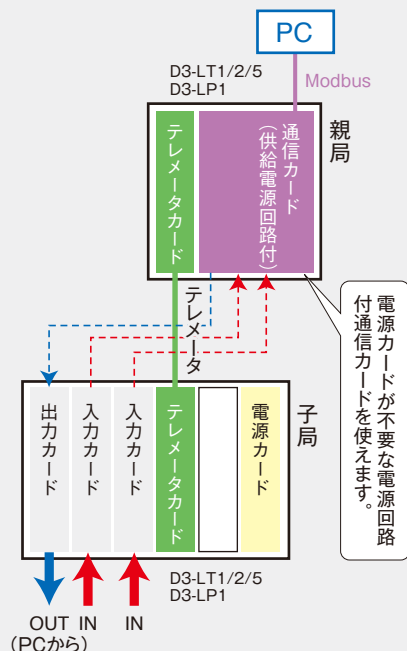 PC
D3-LT1/2/5
D3-LP1
Modbus
親局
テレメータカード
通信カード
（供給電源回路付）
テレメータ
電源カードが不要な電源回路
付通信カードを使えます。
子局
出力カード
入力カード
入力カード
テレメータカード
電源カード
D3-LT1/2/5
D3-LP1
OUT IN IN
(PCから)